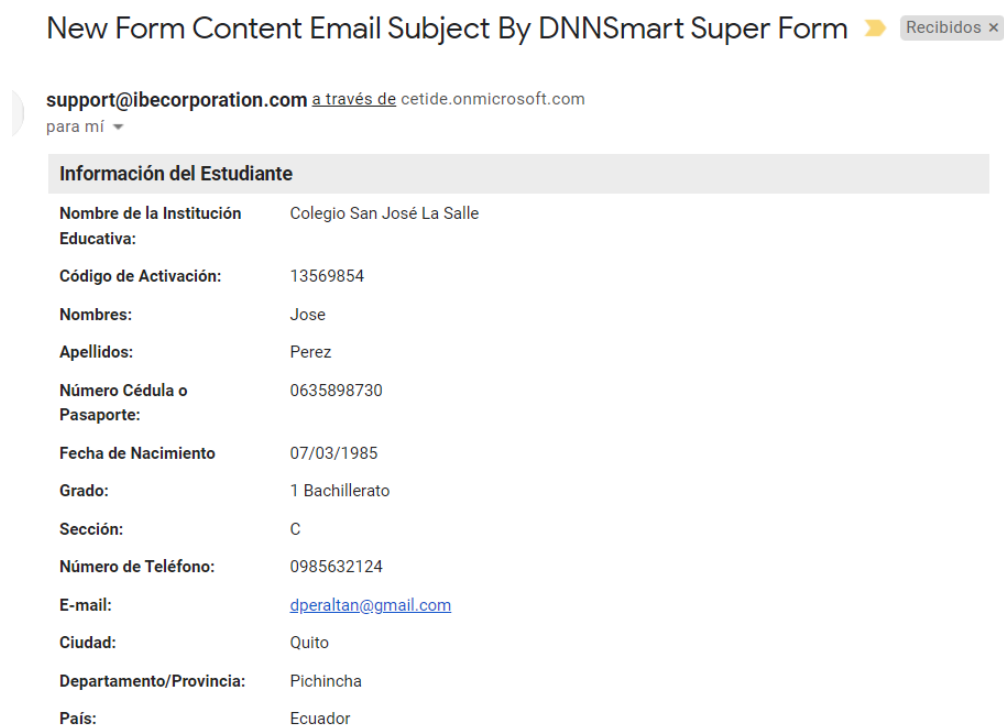 New Form Content Email Subject By DNNSmart Super Form Recibidos ×
support@ibecorporation.com a través de cetide.onmicrosoft.com
para mí
Información del Estudiante
Nombre de la Institución Colegio San José La Salle
Educativa:
Código de Activación: 13569854
Nombres: Jose
Apellidos: Perez
Número Cédula o 0635898730
Pasaporte:
Fecha de Nacimiento 07/03/1985
Grado: 1 Bachillerato
Sección: C
Número de Teléfono: 0985632124
E-mail: dperaltan@gmail.com
Ciudad: Quito
Departamento/Provincia: Pichincha
País: Ecuador